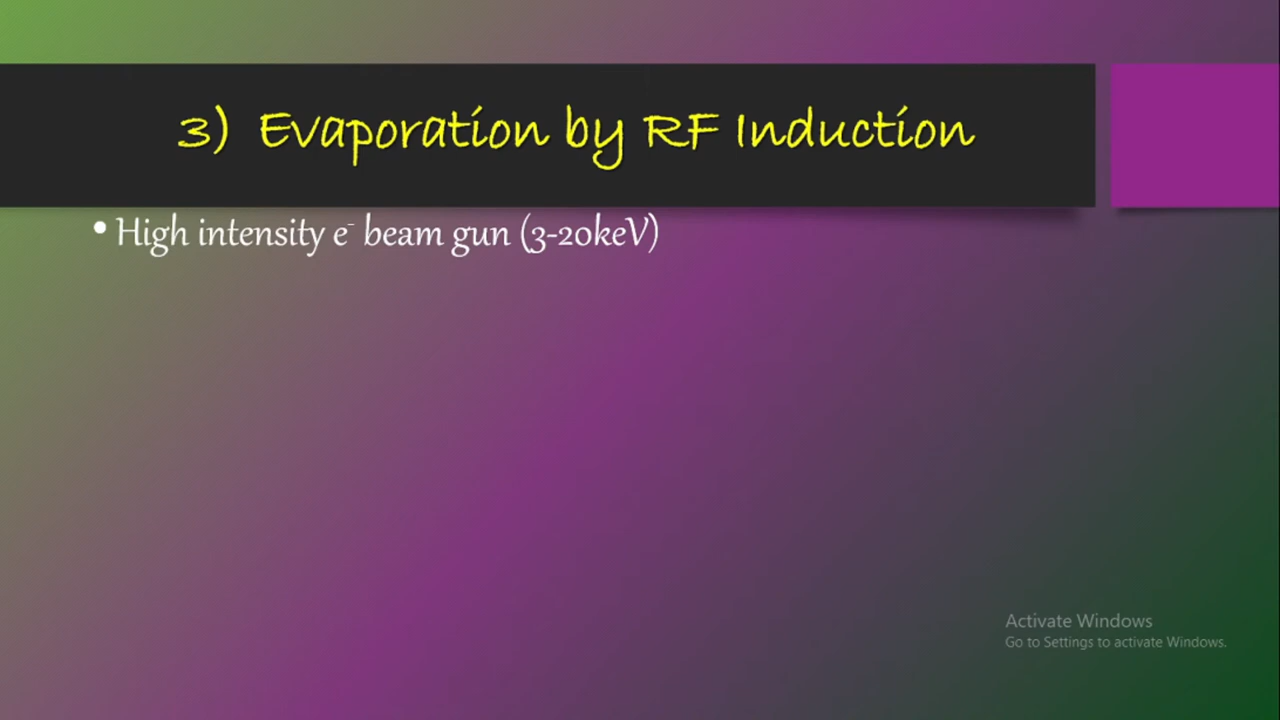 3) Evaporation by RF Induction
• High intensity e⁻ beam gun (3-20keV)
Activate Windows
Go to Settings to activate Windows.